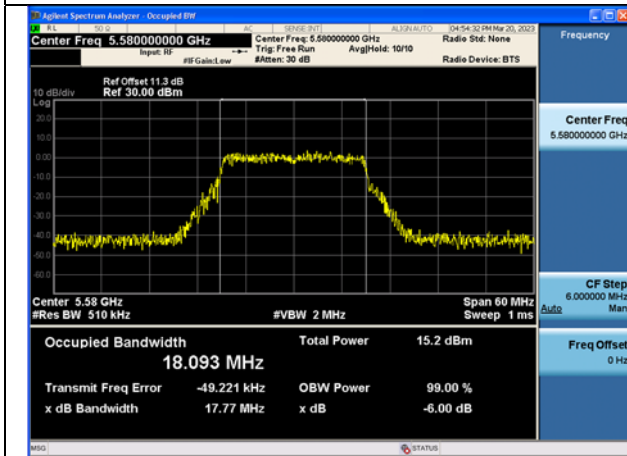 Agilent Spectrum Analyzer - Occupied BW
RL 50 Ω AC SENSE:INT ALIGN AUTO 04:54:32 PM Mar 20, 2023
Center Freq 5.580000000 GHz
Center Freq: 5.580000000 GHz
Radio Std: None
Input: RF
Trig: Free Run Avg|Hold: 10/10
#IFGain:Low
#Atten: 30 dB
Radio Device: BTS
Frequency
Ref Offset 11.3 dB
10 dB/div Ref 30.00 dBm
Log
20.0
10.0
0.00
-10.0
-20.0
-30.0
-40.0
-50.0
-60.0
Center Freq
5.580000000 GHz
Center 5.58 GHz Span 60 MHz
#Res BW 510 kHz #VBW 2 MHz Sweep 1 ms
CF Step
6.000000 MHz
Auto Man
Occupied Bandwidth Total Power 15.2 dBm
18.093 MHz
Transmit Freq Error -49.221 kHz OBW Power 99.00 %
x dB Bandwidth 17.77 MHz x dB -6.00 dB
Freq Offset
0 Hz
MSG STATUS